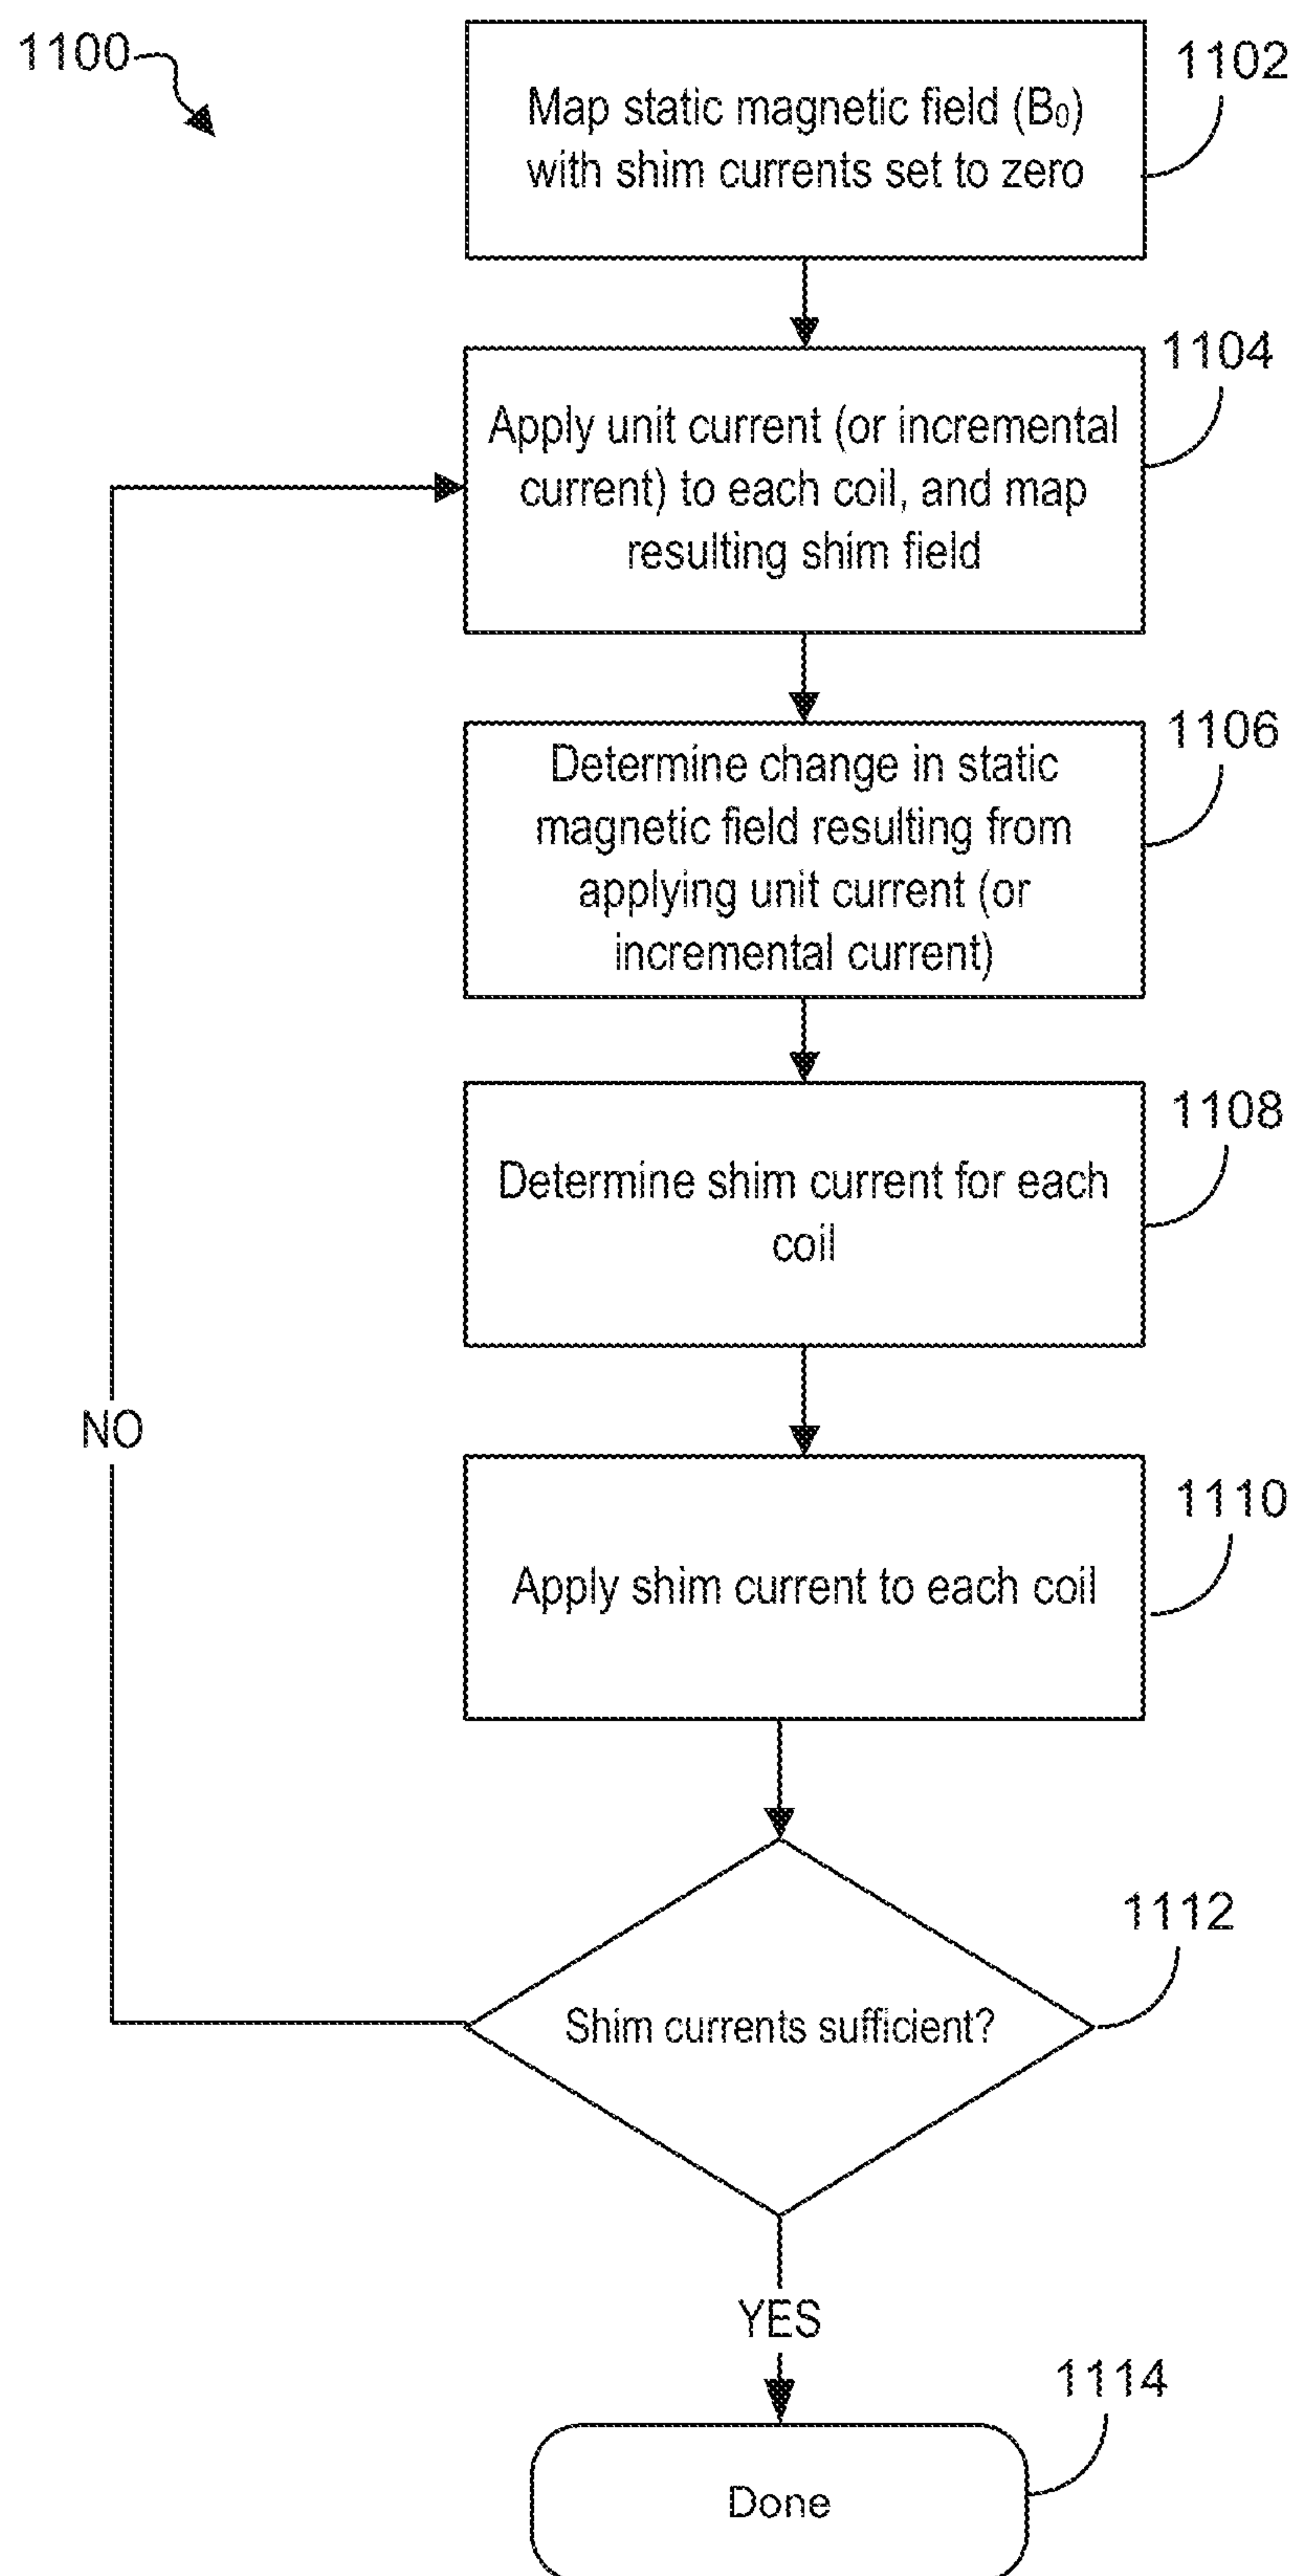 1100
1102
Map static magnetic field (B₀)
with shim currents set to zero
1104
Apply unit current (or incremental
current) to each coil, and map
resulting shim field
1106
Determine change in static
magnetic field resulting from
applying unit current (or
incremental current)
1108
Determine shim current for each
coil
NO
1110
Apply shim current to each coil
1112
Shim currents sufficient?
YES
1114
Done